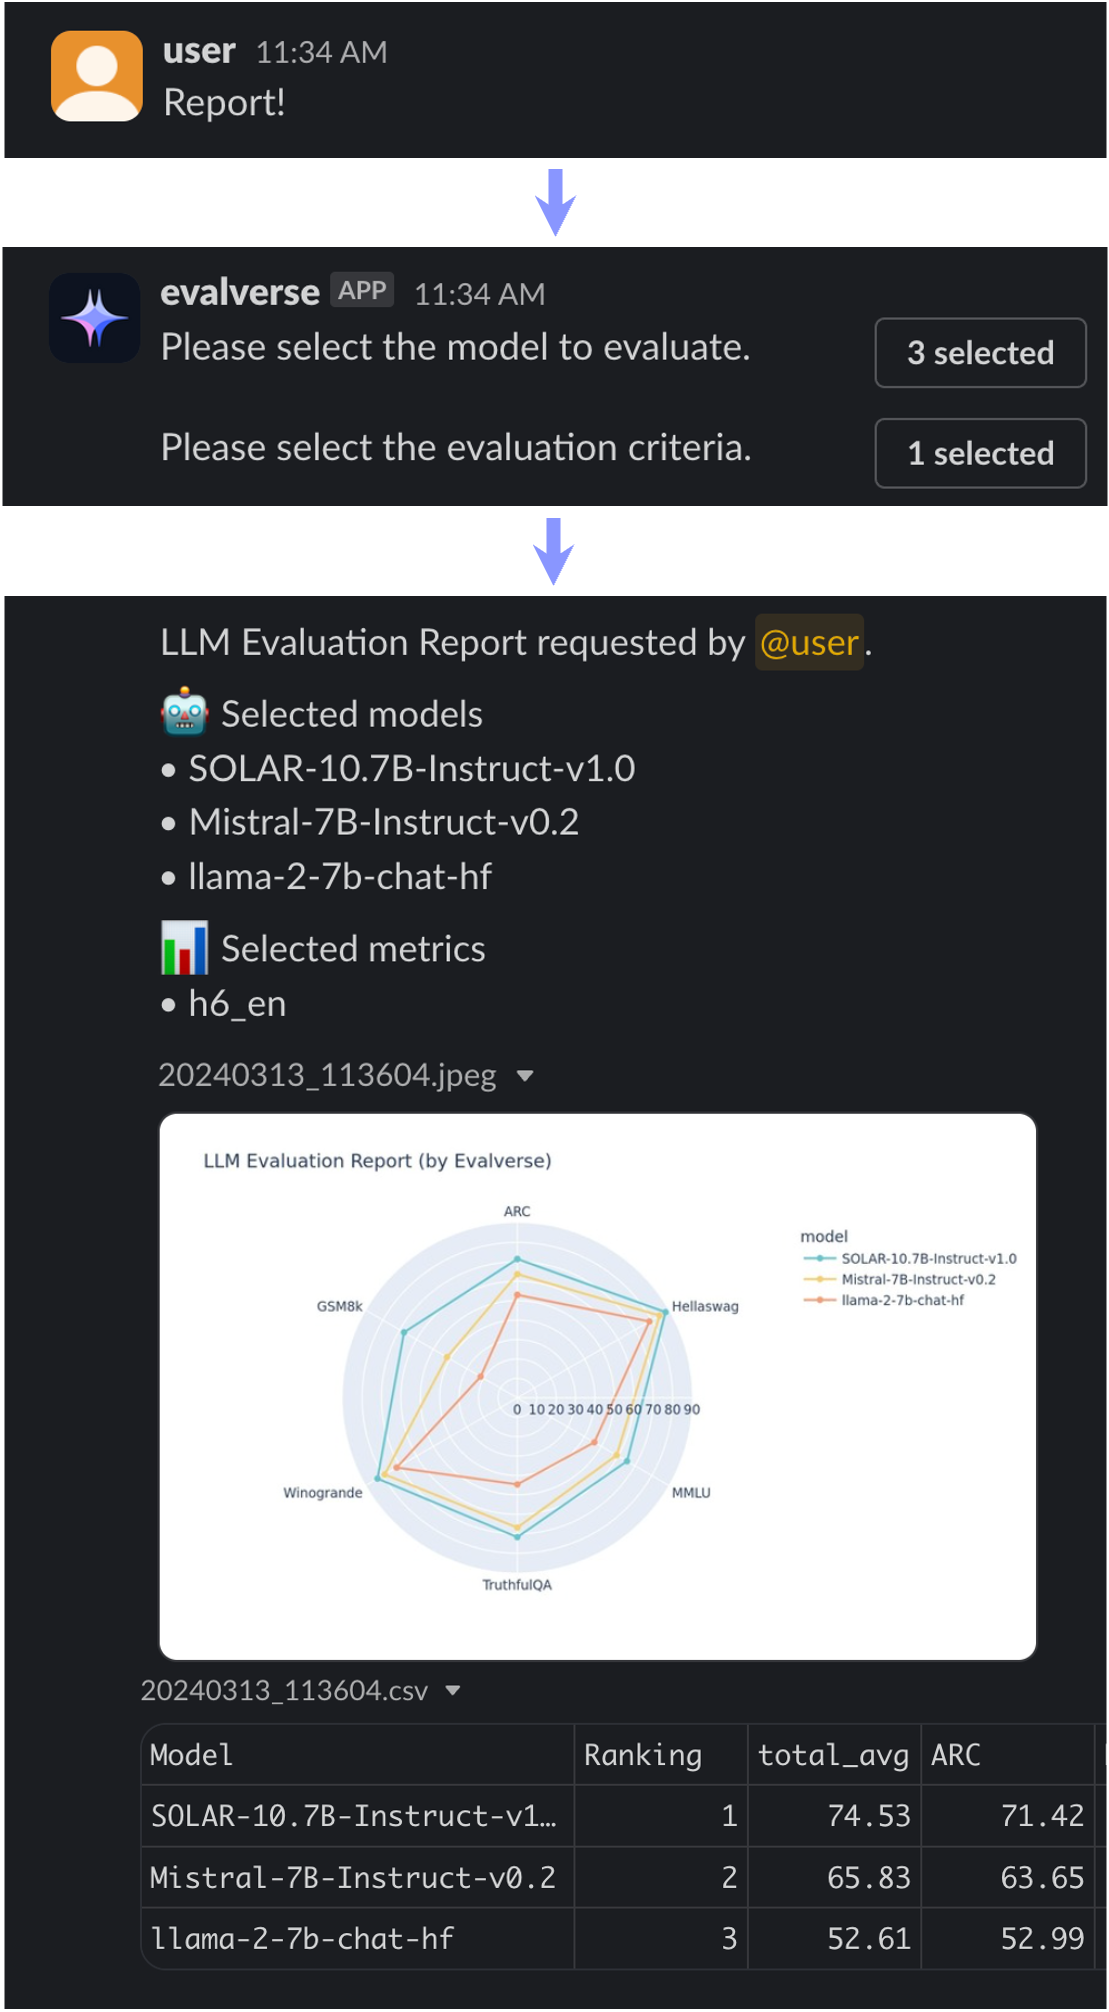 user 11:34 AM
Report!
evalverse APP 11:34 AM
Please select the model to evaluate.
3 selected
Please select the evaluation criteria.
1 selected
LLM Evaluation Report requested by @user.
Selected models
• SOLAR-10.7B-Instruct-v1.0
• Mistral-7B-Instruct-v0.2
• llama-2-7b-chat-hf
Selected metrics
• h6_en
20240313_113604.jpeg
LLM Evaluation Report (by Evalverse)
ARC
model
SOLAR-10.7B-Instruct-v1.0
Mistral-7B-Instruct-v0.2
llama-2-7b-chat-hf
GSM8k
Hellaswag
0 10 20 30 40 50 60 70 80 90
Winogrande
MMLU
TruthfulQA
20240313_113604.csv
Model Ranking total_avg ARC
SOLAR-10.7B-Instruct-v1… 1 74.53 71.42
Mistral-7B-Instruct-v0.2 2 65.83 63.65
llama-2-7b-chat-hf 3 52.61 52.99